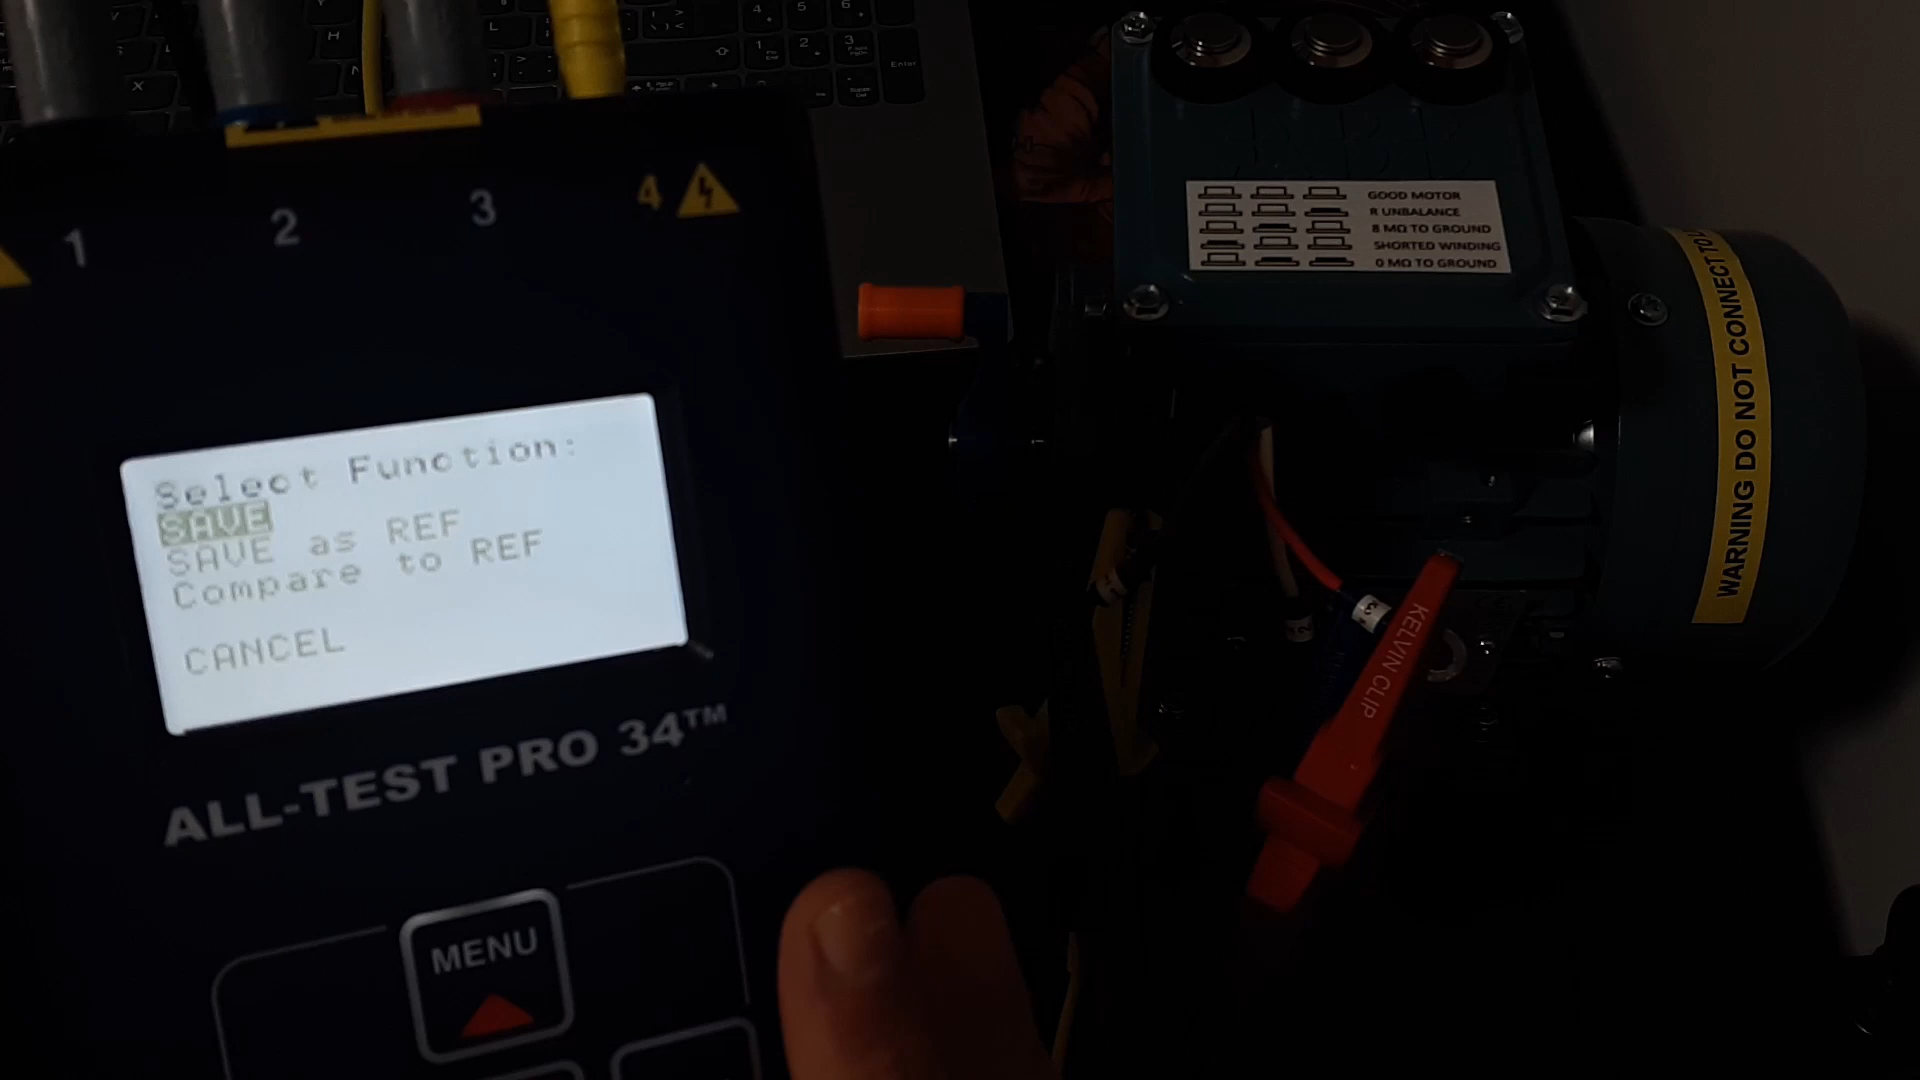 1 2 3 4
Select Function:
SAVE
SAVE as REF
Compare to REF
CANCEL
ALL-TEST PRO 34™
MENU
GOOD MOTOR
R UNBALANCE
8 MΩ TO GROUND
SHORTED WINDING
0 MΩ TO GROUND
WARNING DO NOT CONNECT TO
KELVIN CLIP
Enter